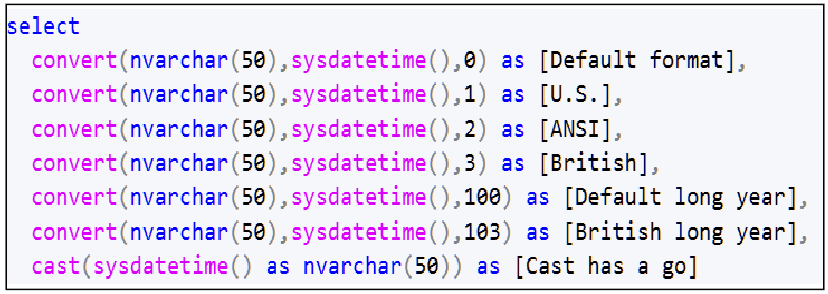 select
convert(nvarchar(50),sysdatetime(),0) as [Default format],
convert(nvarchar(50),sysdatetime(),1) as [U.S.],
convert(nvarchar(50),sysdatetime(),2) as [ANSI],
convert(nvarchar(50),sysdatetime(),3) as [British],
convert(nvarchar(50),sysdatetime(),100) as [Default long year],
convert(nvarchar(50),sysdatetime(),103) as [British long year],
cast(sysdatetime() as nvarchar(50)) as [Cast has a go]